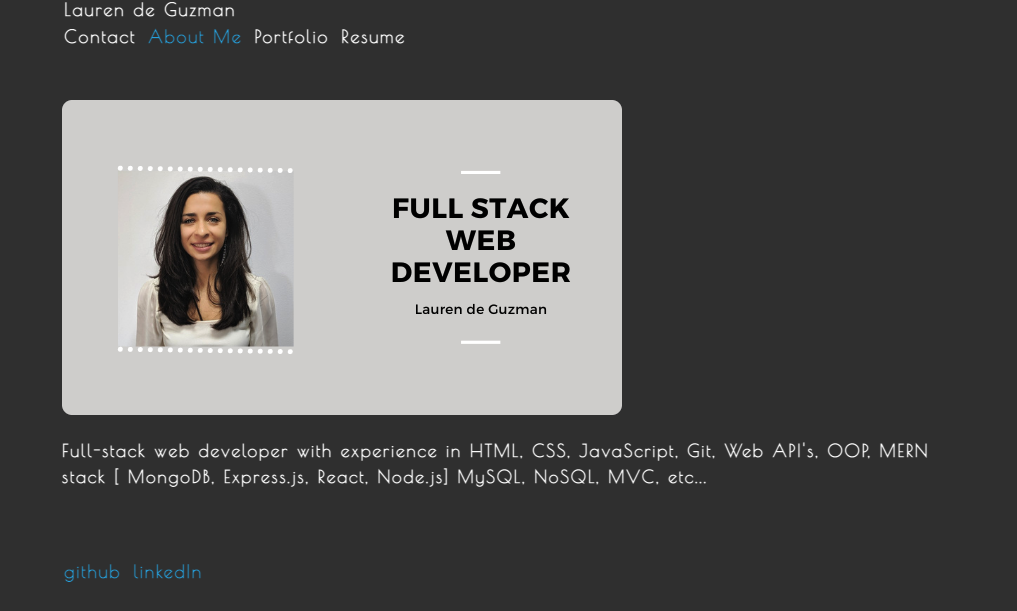 Lauren de Guzman
Contact About Me Portfolio Resume
FULL STACK
WEB
DEVELOPER
Lauren de Guzman
Full-stack web developer with experience in HTML, CSS, JavaScript, Git, Web API's, OOP, MERN
stack [ MongoDB, Express.js, React, Node.js] MySQL, NoSQL, MVC, etc...
github linkedIn